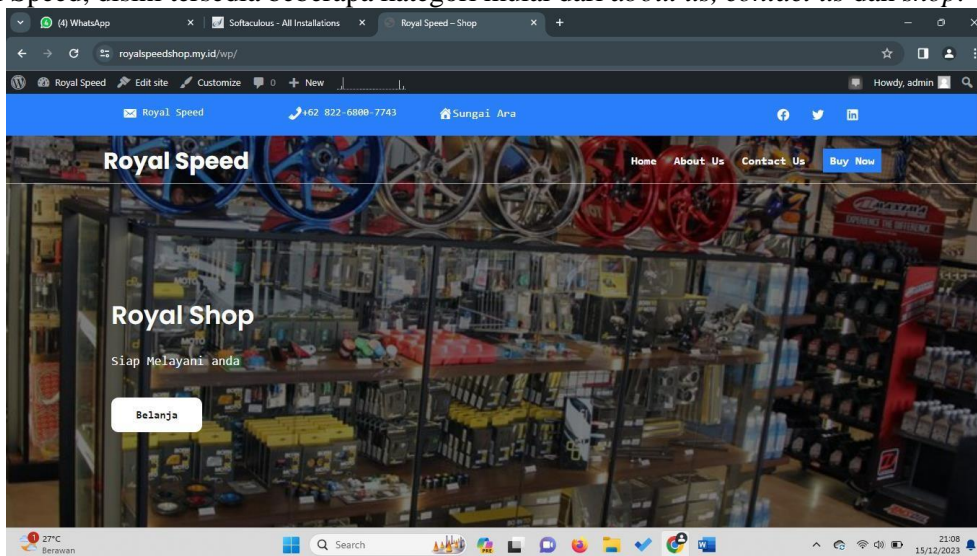 Speed, disini tersedia beberapa kategori mulai dari about us, contact us dan shop.
(4) WhatsApp
Softaculous - All Installations
Royal Speed – Shop
royalspeedshop.my.id/wp/
Royal Speed
Edit site
Customize
0
New
Howdy, admin
Royal Speed
+62 822-6800-7743
Sungai Ara
Royal Speed
Home
About Us
Contact Us
Buy Now
Royal Shop
Siap Melayani anda
Belanja
1
27°C
Berawan
Search
21:08
15/12/2023